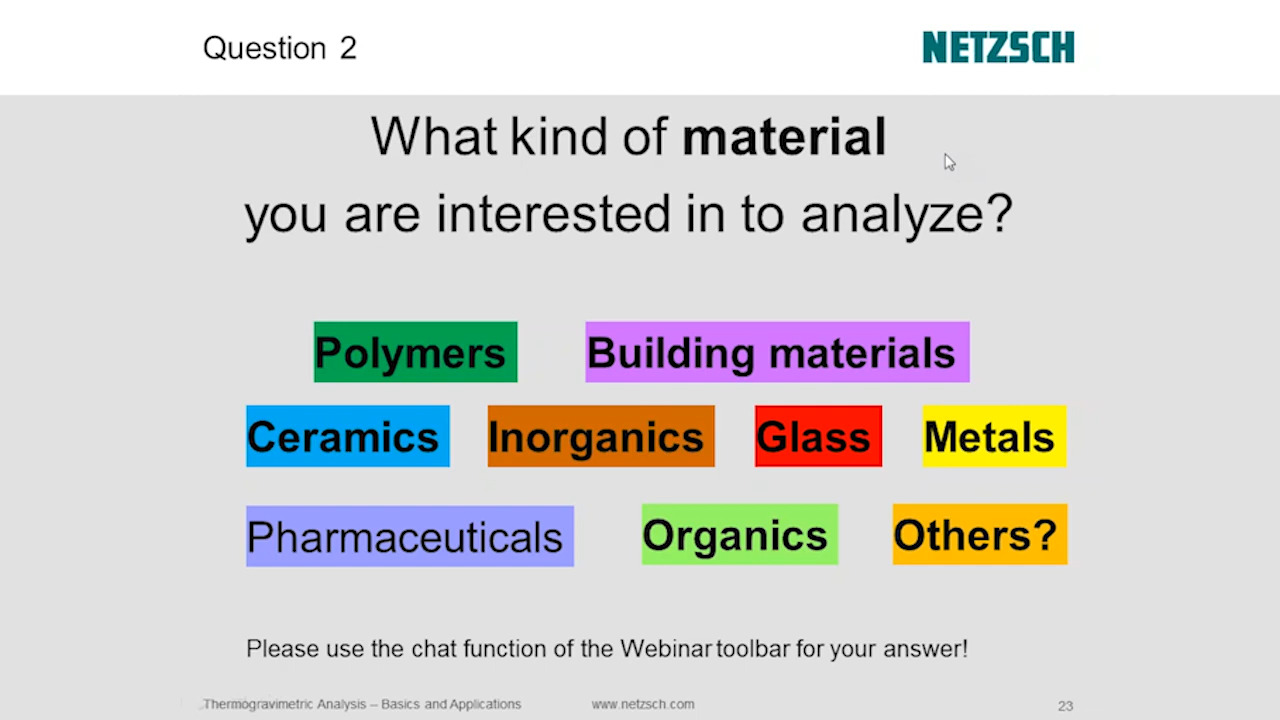 Question 2
NETZSCH
What kind of material
you are interested in to analyze?
Polymers
Building materials
Ceramics
Inorganics
Glass
Metals
Pharmaceuticals
Organics
Others?
Please use the chat function of the Webinar toolbar for your answer!
Thermogravimetric Analysis – Basics and Applications
www.netzsch.com
23